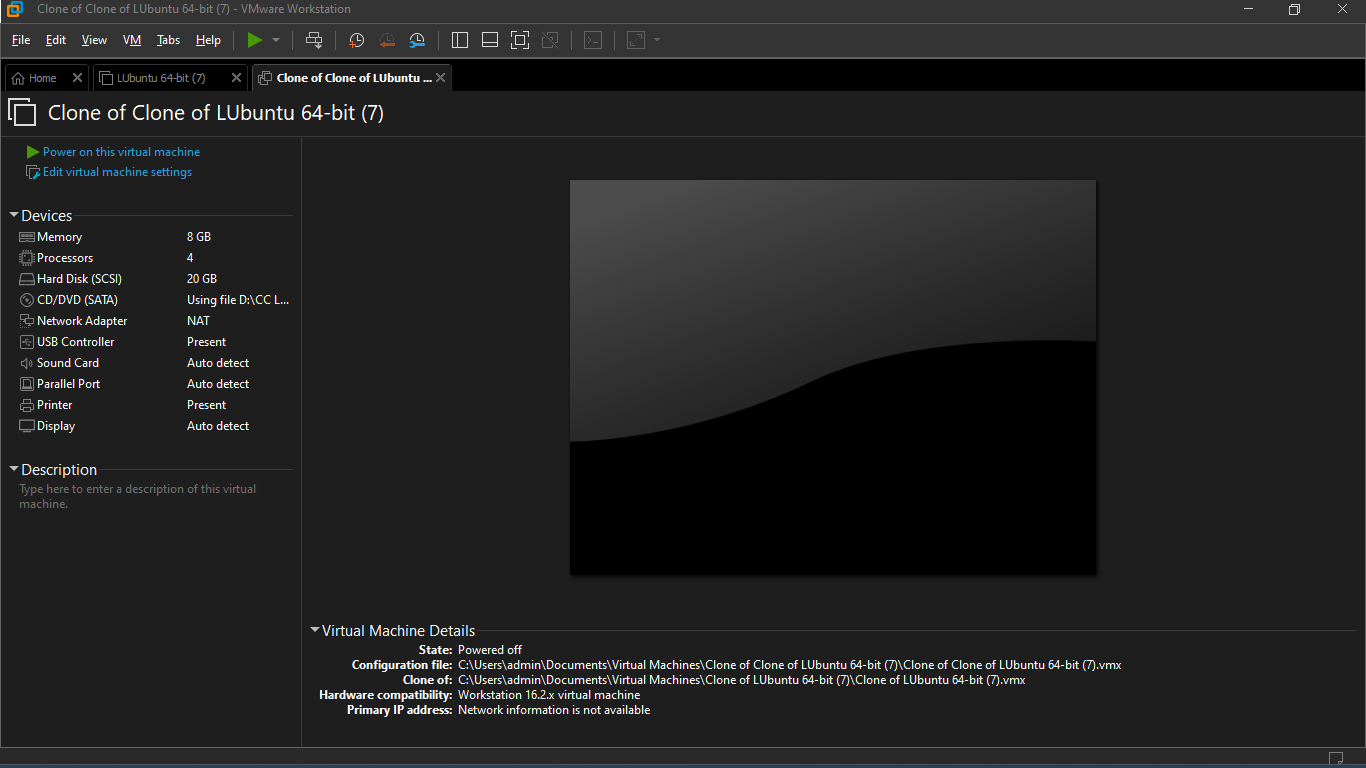 Clone of Clone of LUbuntu 64-bit (7) - VMware Workstation
File Edit View VM Tabs Help
Home LUbuntu 64-bit (7) Clone of Clone of LUbuntu ...
Clone of Clone of LUbuntu 64-bit (7)
Power on this virtual machine
Edit virtual machine settings
Devices
Memory 8 GB
Processors 4
Hard Disk (SCSI) 20 GB
CD/DVD (SATA) Using file D:\CC L...
Network Adapter NAT
USB Controller Present
Sound Card Auto detect
Parallel Port Auto detect
Printer Present
Display Auto detect
Description
Type here to enter a description of this virtual
machine.
Virtual Machine Details
State: Powered off
Configuration file: C:\Users\admin\Documents\Virtual Machines\Clone of Clone of LUbuntu 64-bit (7)\Clone of Clone of LUbuntu 64-bit (7).vmx
Clone of: C:\Users\admin\Documents\Virtual Machines\Clone of LUbuntu 64-bit (7)\Clone of LUbuntu 64-bit (7).vmx
Hardware compatibility: Workstation 16.2.x virtual machine
Primary IP address: Network information is not available